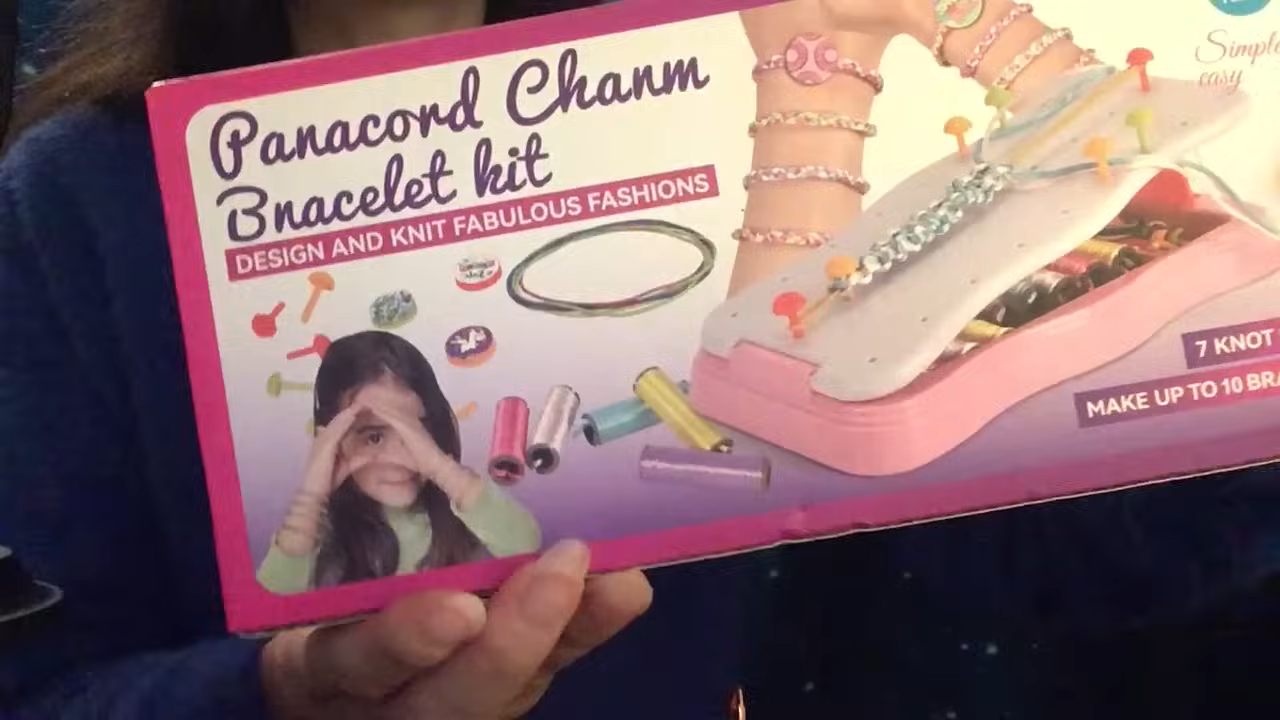 Panacord Chanm
Bnacelet kit
DESIGN AND KNIT FABULOUS FASHIONS
Simple
easy
7 KNOT
MAKE UP TO 10 BRA